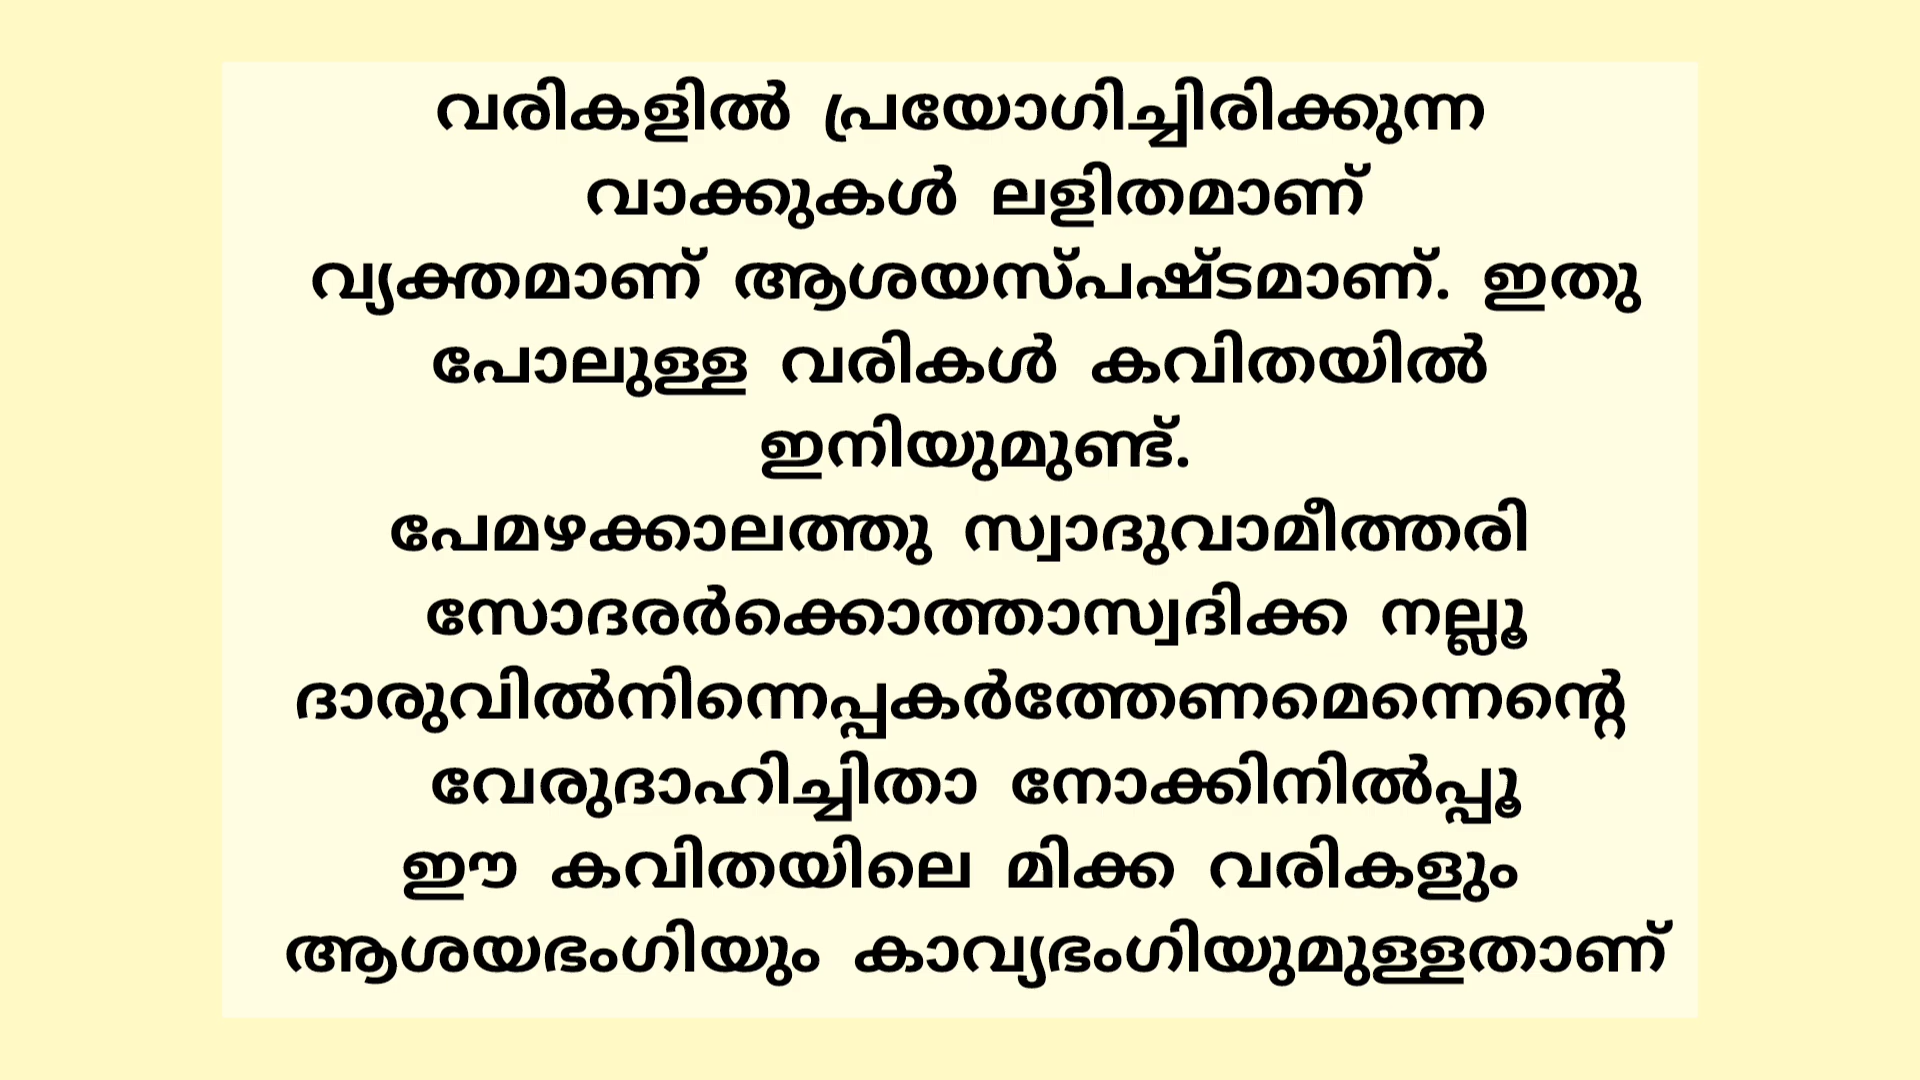 വരികളിൽ പ്രയോഗിച്ചിരിക്കുന്ന
വാക്കുകൾ ലളിതമാണ്
വ്യക്തമാണ് ആശയസ്പഷ്ടമാണ്. ഇതു
പോലുള്ള വരികൾ കവിതയിൽ
ഇനിയുമുണ്ട്.
പേമഴക്കാലത്തു സ്വാദുവാമീത്തരി
സോദരർക്കൊത്താസ്വദിക്ക നല്ലൂ
ദാരുവിൽനിന്നെപ്പകർത്തേണമെന്നെന്റെ
വേരുദാഹിച്ചിതാ നോക്കിനിൽപ്പൂ
ഈ കവിതയിലെ മിക്ക വരികളും
ആശയഭംഗിയും കാവ്യഭംഗിയുമുള്ളതാണ്